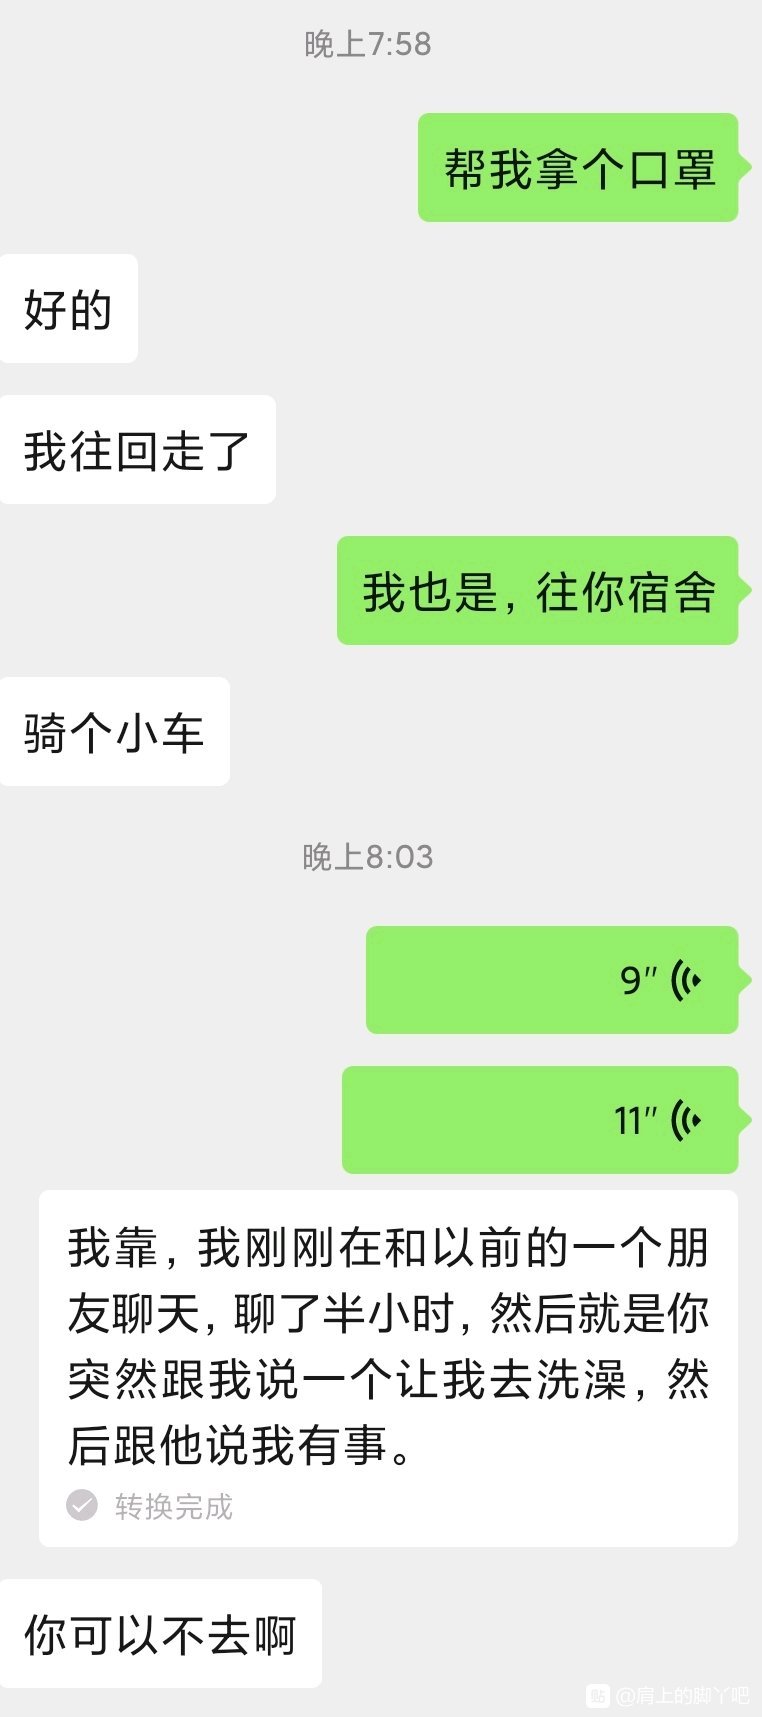 晚上7:58
帮我拿个口罩
好的
我往回走了
我也是，往你宿舍
骑个小车
晚上8:03
9"
11"
我靠，我刚刚在和以前的一个朋
友聊天，聊了半小时，然后就是你
突然跟我说一个让我去洗澡，然
后跟他说我有事。
转换完成
你可以不去啊
贴 @肩上的脚丫吧